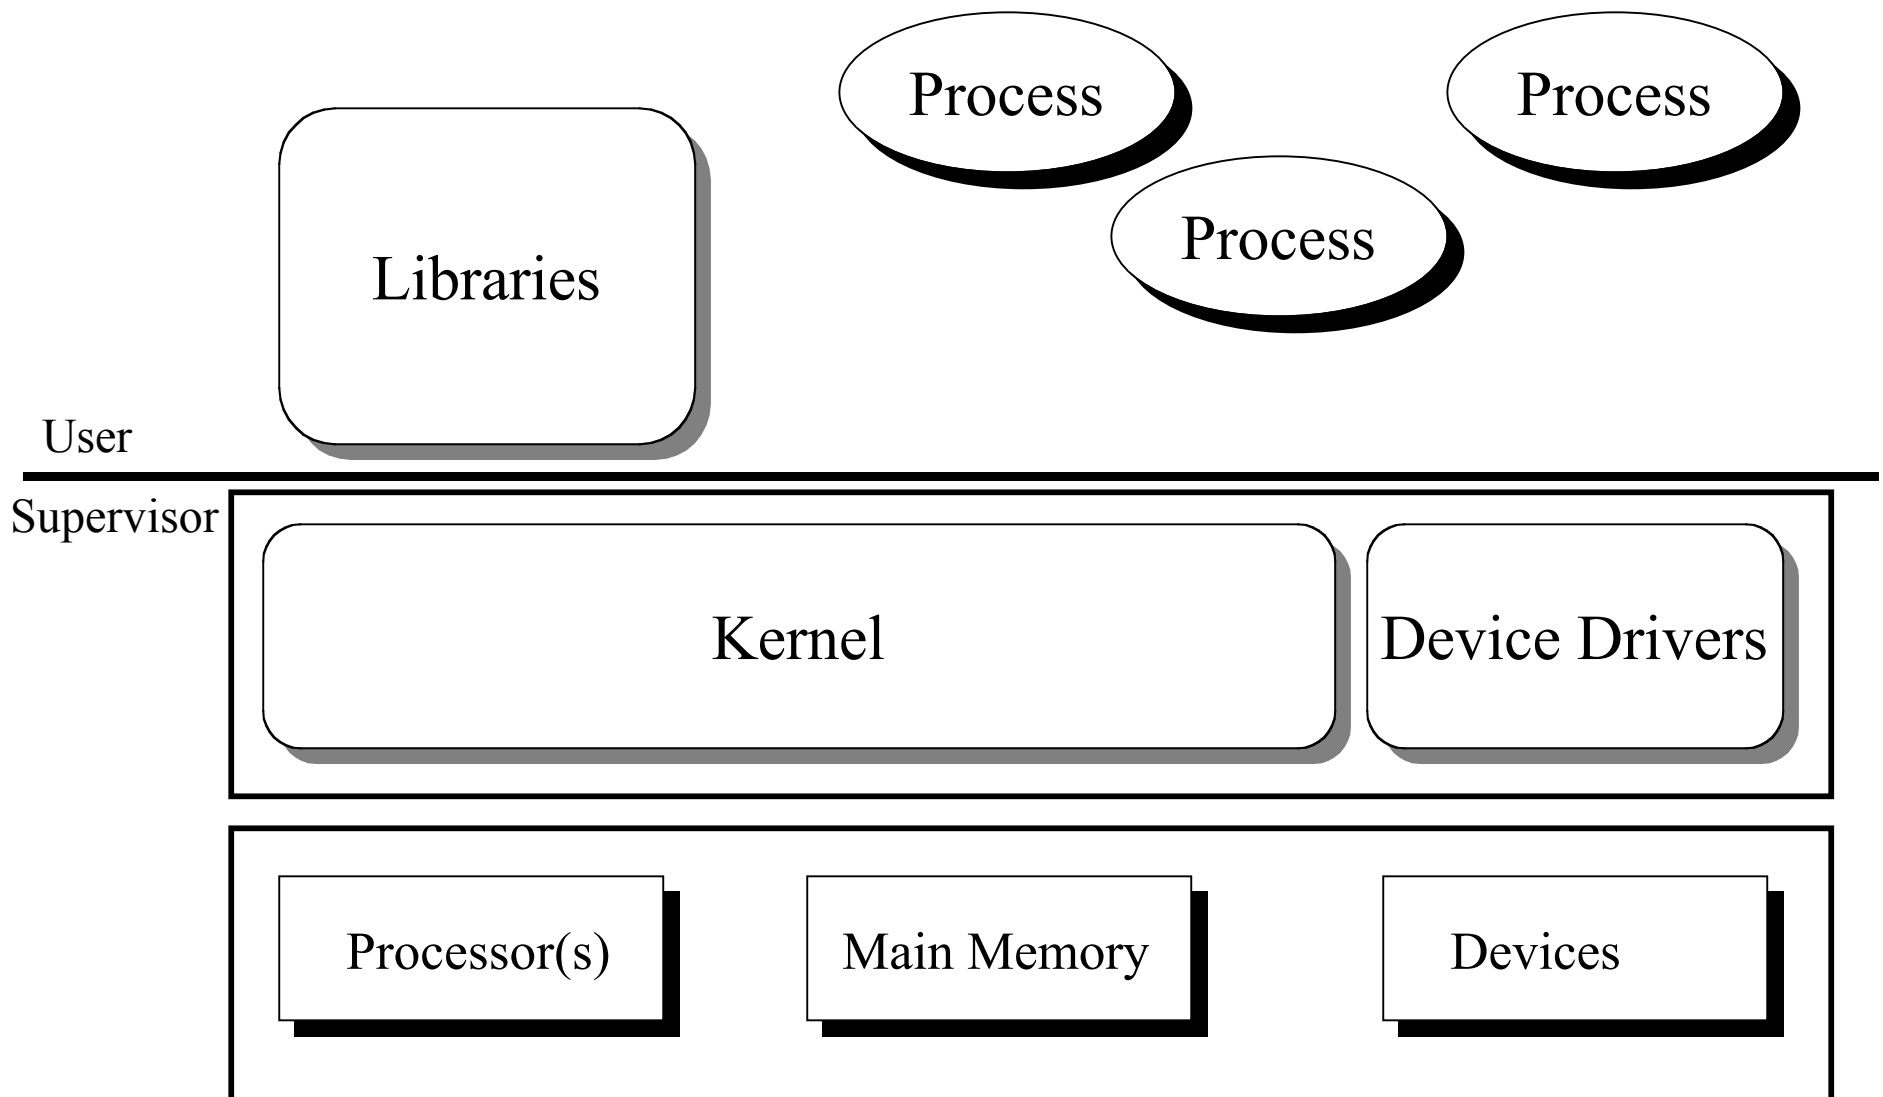 Process
Process
Process
Libraries
User
Supervisor
Kernel
Device Drivers
Processor(s)
Main Memory
Devices